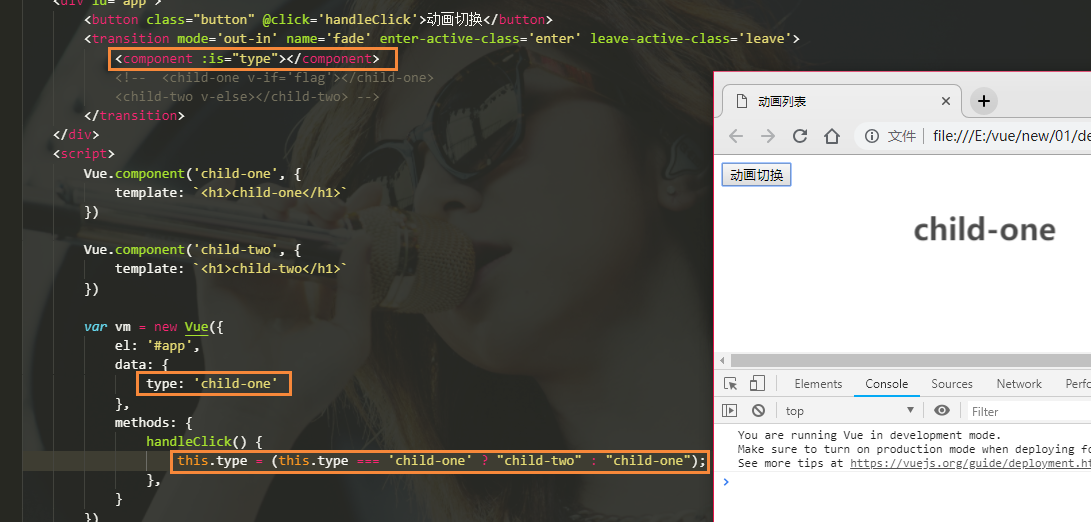 <div id="app">
<button class="button" @click='handleClick'>动画切换</button>
<transition mode='out-in' name='fade' enter-active-class='enter' leave-active-class='leave'>
<component :is="type"></component>
<!--  <child-one v-if='flag'></child-one>
<child-two v-else></child-two> -->
</transition>
</div>
<script>
Vue.component('child-one', {
template: `<h1>child-one</h1>`
})
Vue.component('child-two', {
template: `<h1>child-two</h1>`
})
var vm = new Vue({
el: '#app',
data: {
type: 'child-one'
},
methods: {
handleClick() {
this.type = (this.type === 'child-one' ? "child-two" : "child-one");
},
}
})
动画列表
文件 file:///E:/vue/new/01/de
动画切换
child-one
Elements Console Sources Network Perfo
top Filter
You are running Vue in development mode.
Make sure to turn on production mode when deploying fo
See more tips at https://vuejs.org/guide/deployment.ht